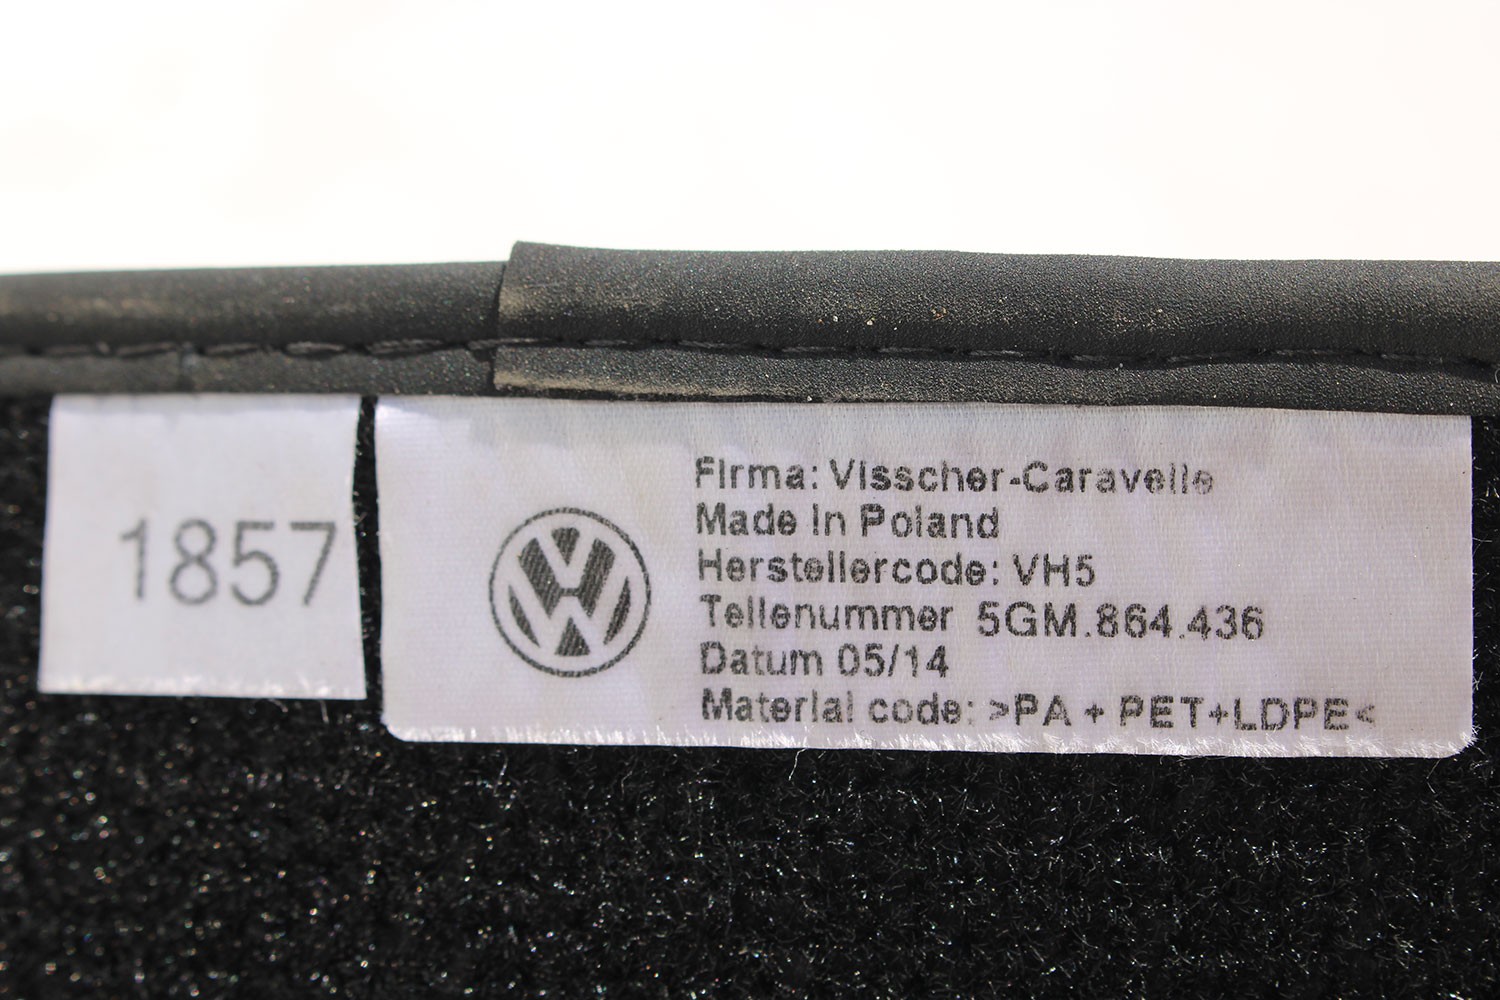 1857
Firma: Visscher-Caravelle
Made in Poland
Herstellercode: VH5
Teilenummer 5GM.864.436
Datum 05/14
Material code: >PA + PET+LDPE<